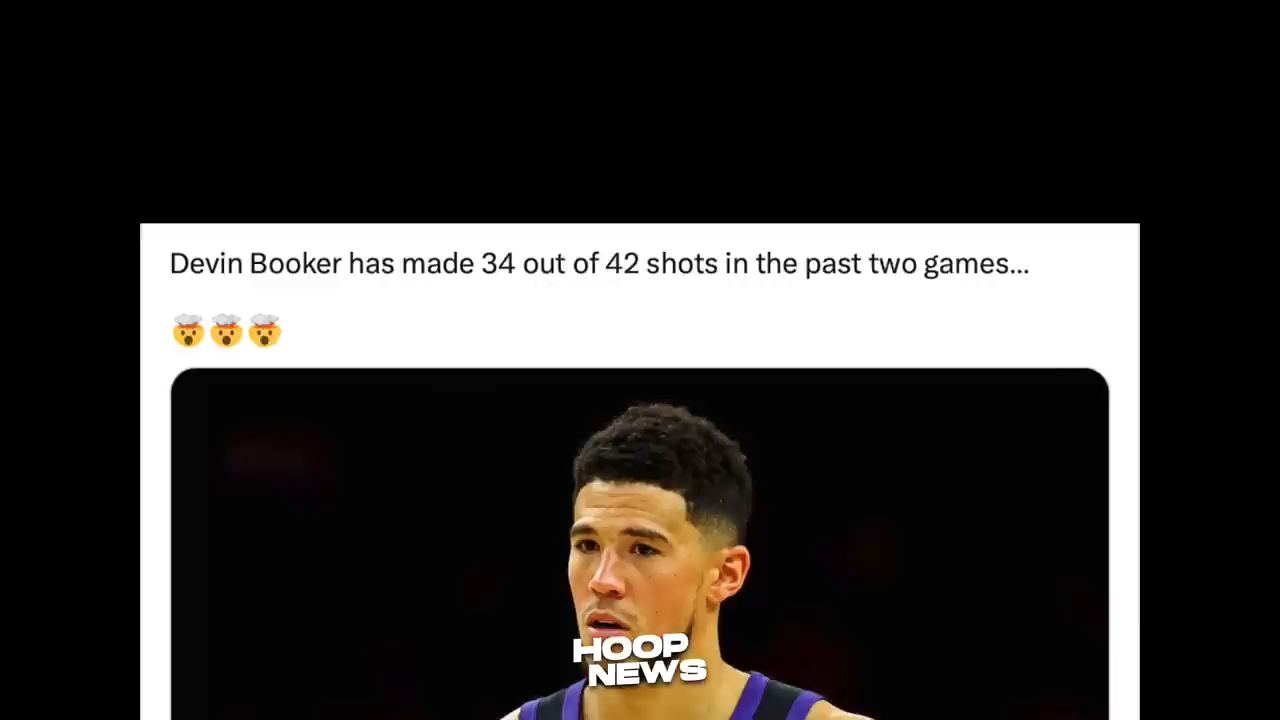 Devin Booker has made 34 out of 42 shots in the past two games...
🤯🤯🤯
HOOP
NEWS